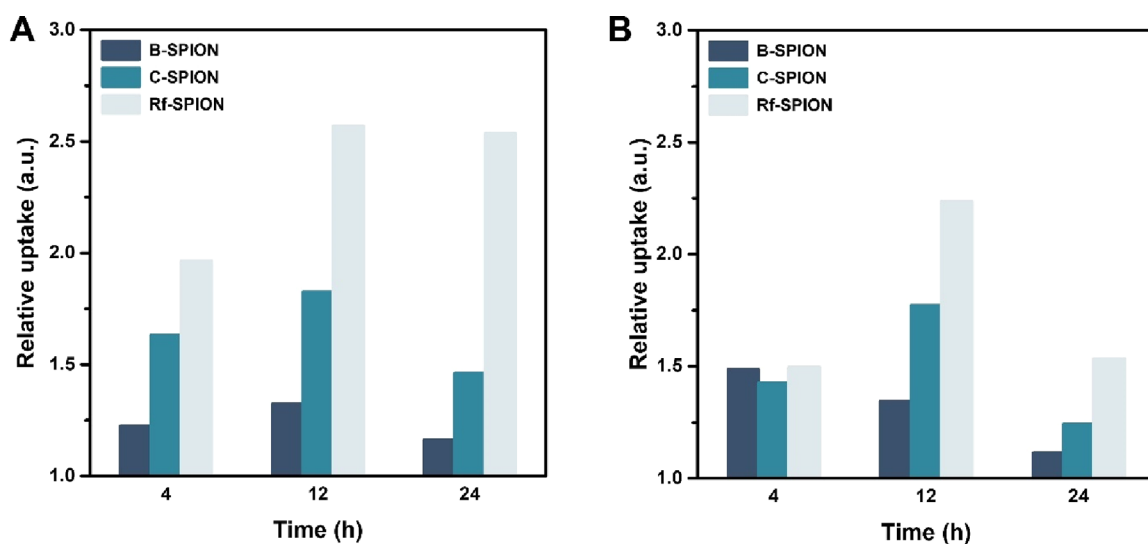 A
B-SPION
C-SPION
Rf-SPION
3.0
2.5
2.0
1.5
1.0
Relative uptake (a.u.)
4 12 24
Time (h)
B
B-SPION
C-SPION
Rf-SPION
3.0
2.5
2.0
1.5
1.0
Relative uptake (a.u.)
4 12 24
Time (h)